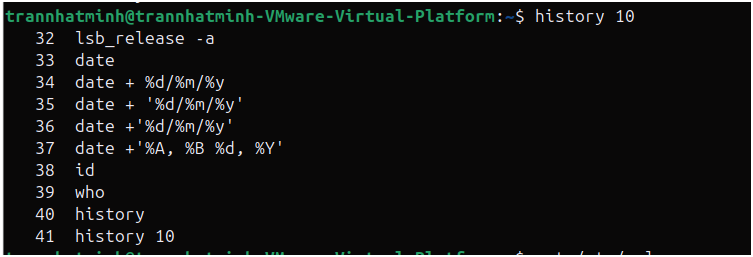 trannhatminh@trannhatminh-VMware-Virtual-Platform:~$ history 10
32 lsb_release -a
33 date
34 date + %d/%m/%y
35 date + '%d/%m/%y'
36 date +'%d/%m/%y'
37 date +'%A, %B %d, %Y'
38 id
39 who
40 history
41 history 10